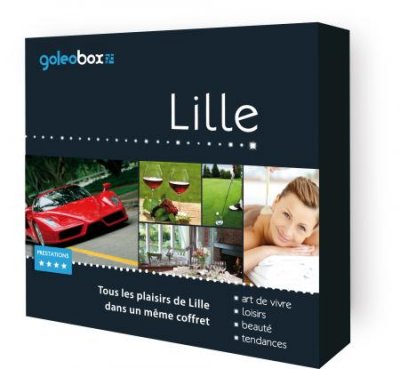 goleobox
Lille
PRESTATIONS
★★★★
Tous les plaisirs de Lille
dans un même coffret
▪ art de vivre
▪ loisirs
▪ beauté
▪ tendances